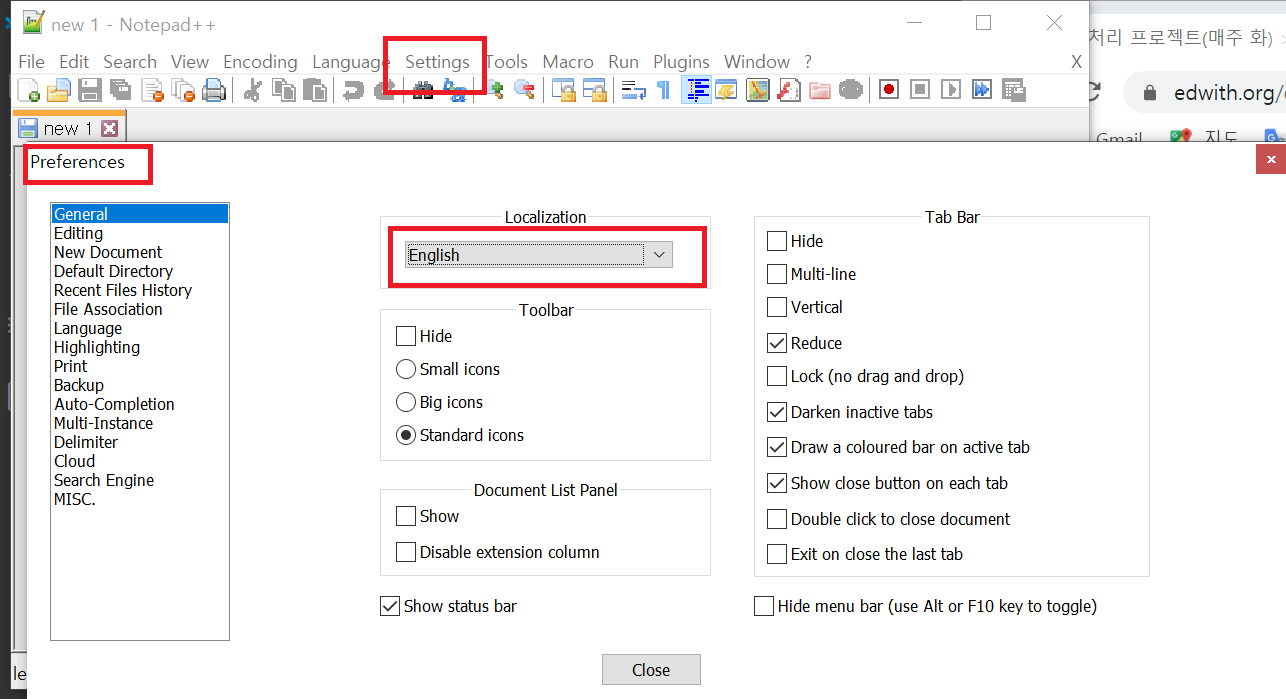 new 1 - Notepad++
처리 프로젝트(매주 화)
File Edit Search View Encoding Language Settings Tools Macro Run Plugins Window ? X
edwith.org/
new 1
Gmail 지도
Preferences
General
Editing
New Document
Default Directory
Recent Files History
File Association
Language
Highlighting
Print
Backup
Auto-Completion
Multi-Instance
Delimiter
Cloud
Search Engine
MISC.
Localization
English
Toolbar
Hide
Small icons
Big icons
Standard icons
Document List Panel
Show
Disable extension column
Show status bar
Tab Bar
Hide
Multi-line
Vertical
Reduce
Lock (no drag and drop)
Darken inactive tabs
Draw a coloured bar on active tab
Show close button on each tab
Double click to close document
Exit on close the last tab
Hide menu bar (use Alt or F10 key to toggle)
Close
le